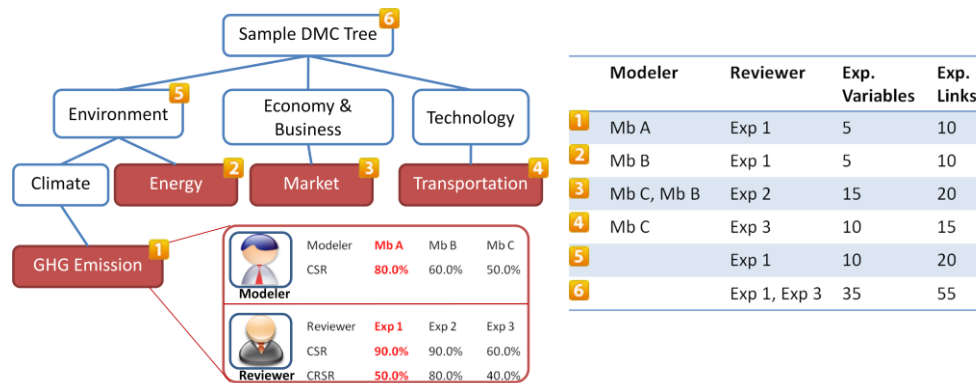 6
Sample DMC Tree
5
Environment
Economy &
Business
Technology
Climate
Energy
2
Market
3
Transportation
4
GHG Emission
1
Modeler Mb A Mb B Mb C
CSR 80.0% 60.0% 50.0%
Modeler
Reviewer Exp 1 Exp 2 Exp 3
CSR 90.0% 90.0% 60.0%
CRSR 50.0% 80.0% 40.0%
Reviewer
Modeler Reviewer Exp. Exp.
Variables Links
1 Mb A Exp 1 5 10
2 Mb B Exp 1 5 10
3 Mb C, Mb B Exp 2 15 20
4 Mb C Exp 3 10 15
5 Exp 1 10 20
6 Exp 1, Exp 3 35 55